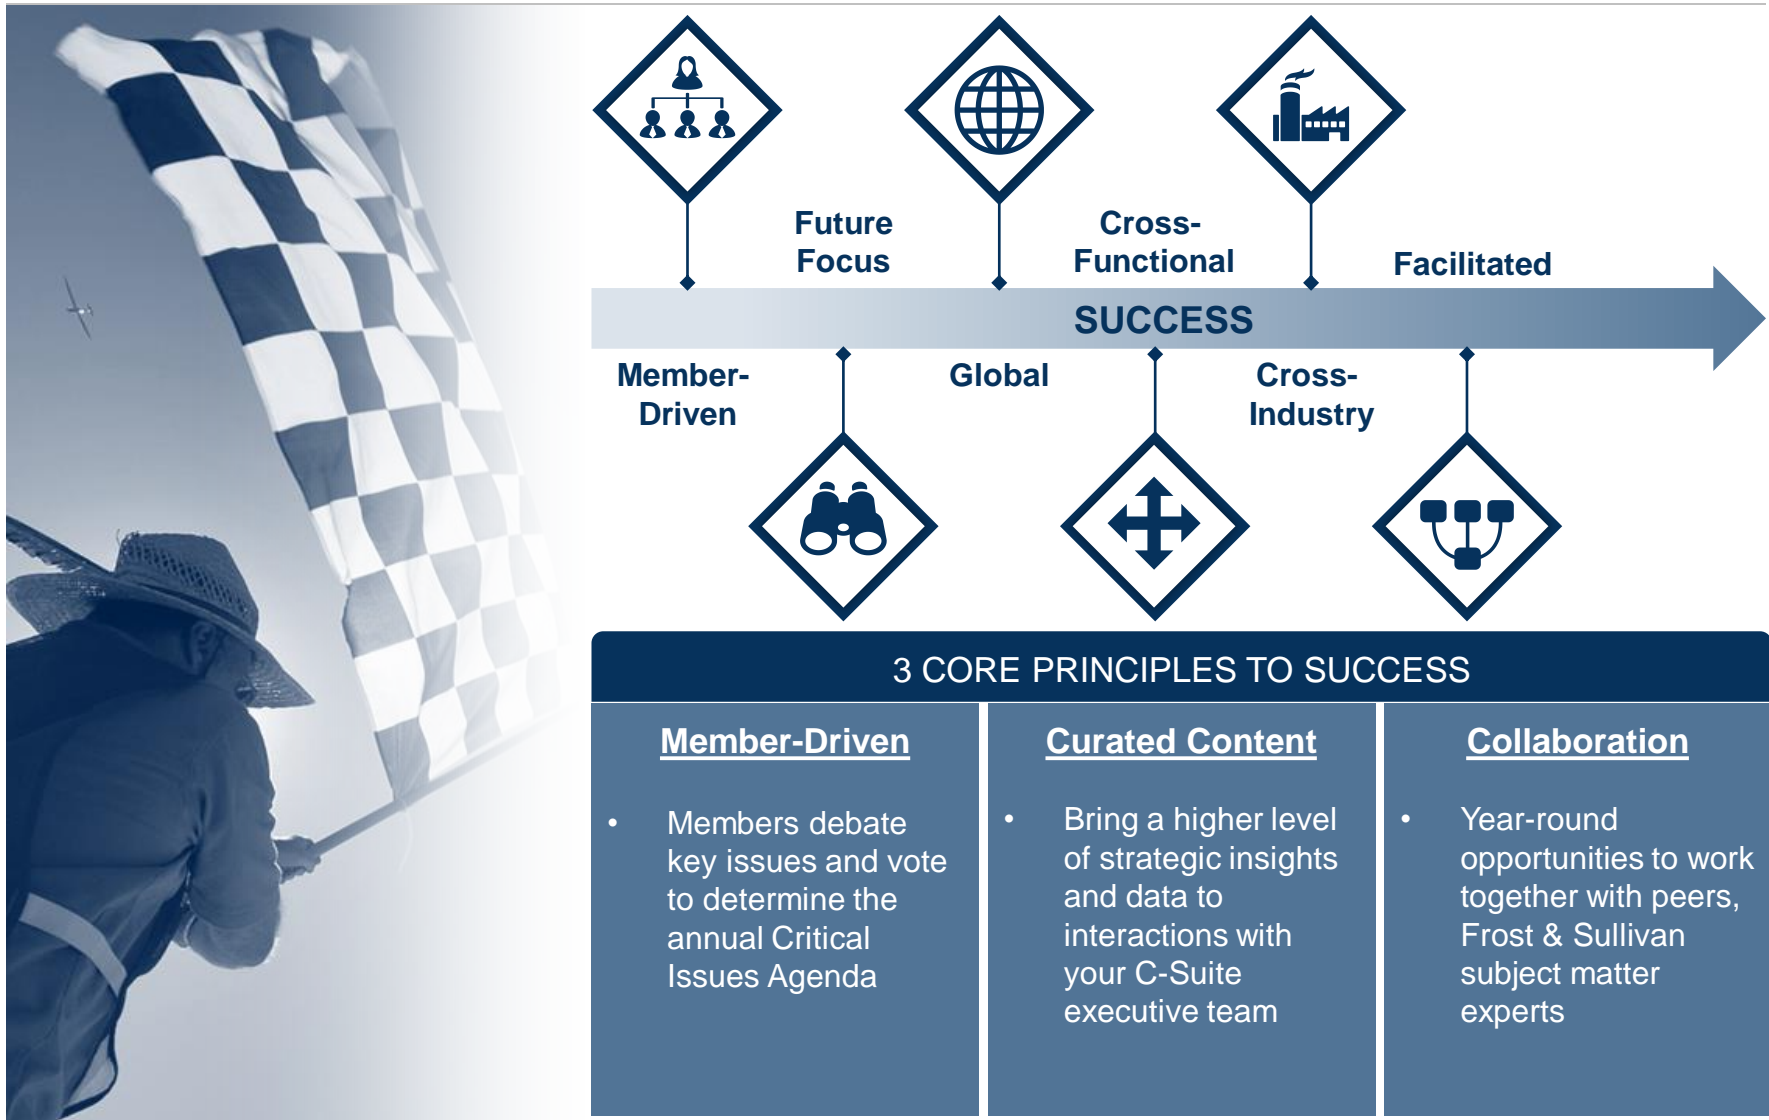 Future
Focus
Cross-
Functional
Facilitated
SUCCESS
Member-
Driven
Global
Cross-
Industry
3 CORE PRINCIPLES TO SUCCESS
Member-Driven
• Members debate
key issues and vote
to determine the
annual Critical
Issues Agenda
Curated Content
• Bring a higher level
of strategic insights
and data to
interactions with
your C-Suite
executive team
Collaboration
• Year-round
opportunities to work
together with peers,
Frost & Sullivan
subject matter
experts